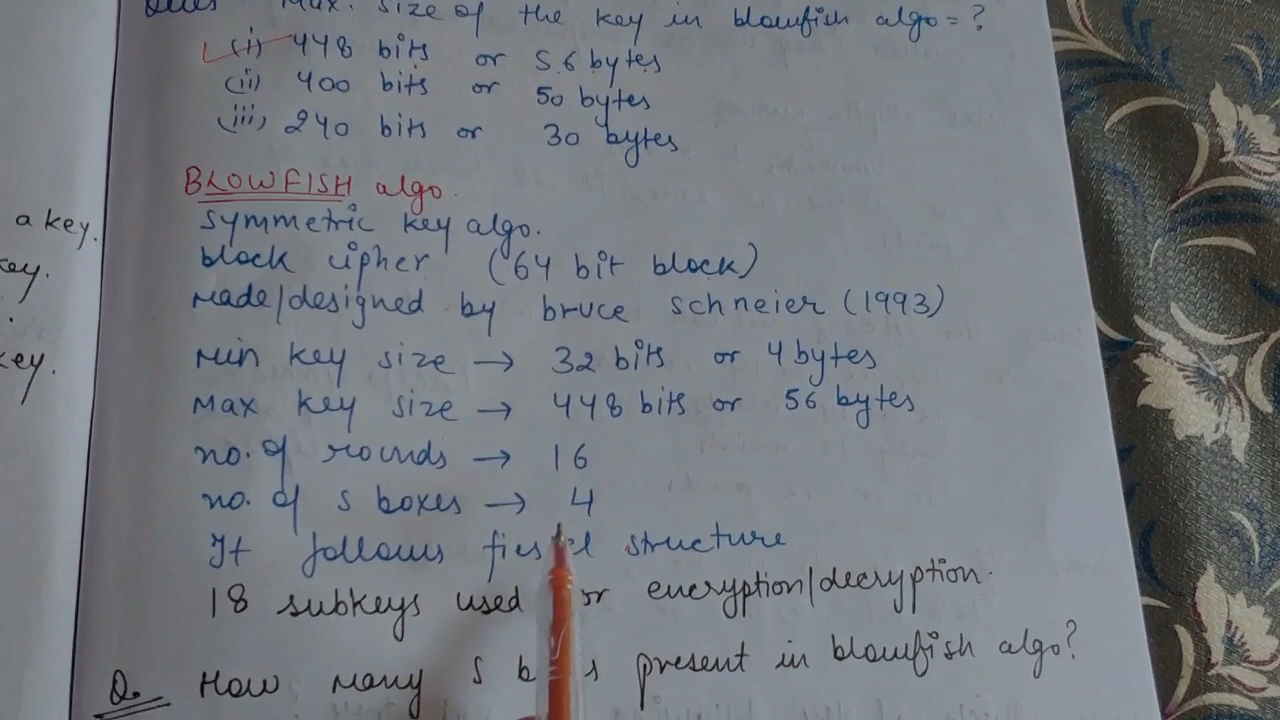 Max. size of the key in blowfish algo = ?
(i) 448 bits or 56 bytes
(ii) 400 bits or 50 bytes
(iii) 240 bits or 30 bytes
BLOWFISH algo.
symmetric key algo.
a key.
block cipher (64 bit block)
made/designed by bruce schneier (1993)
key.
Min key size → 32 bits or 4 bytes
Max key size → 448 bits or 56 bytes
no. of rounds → 16
no. of s boxes → 4
It follows structure
18 subkeys used encryption/decryption.
Q. How many S present in blowfish algo?